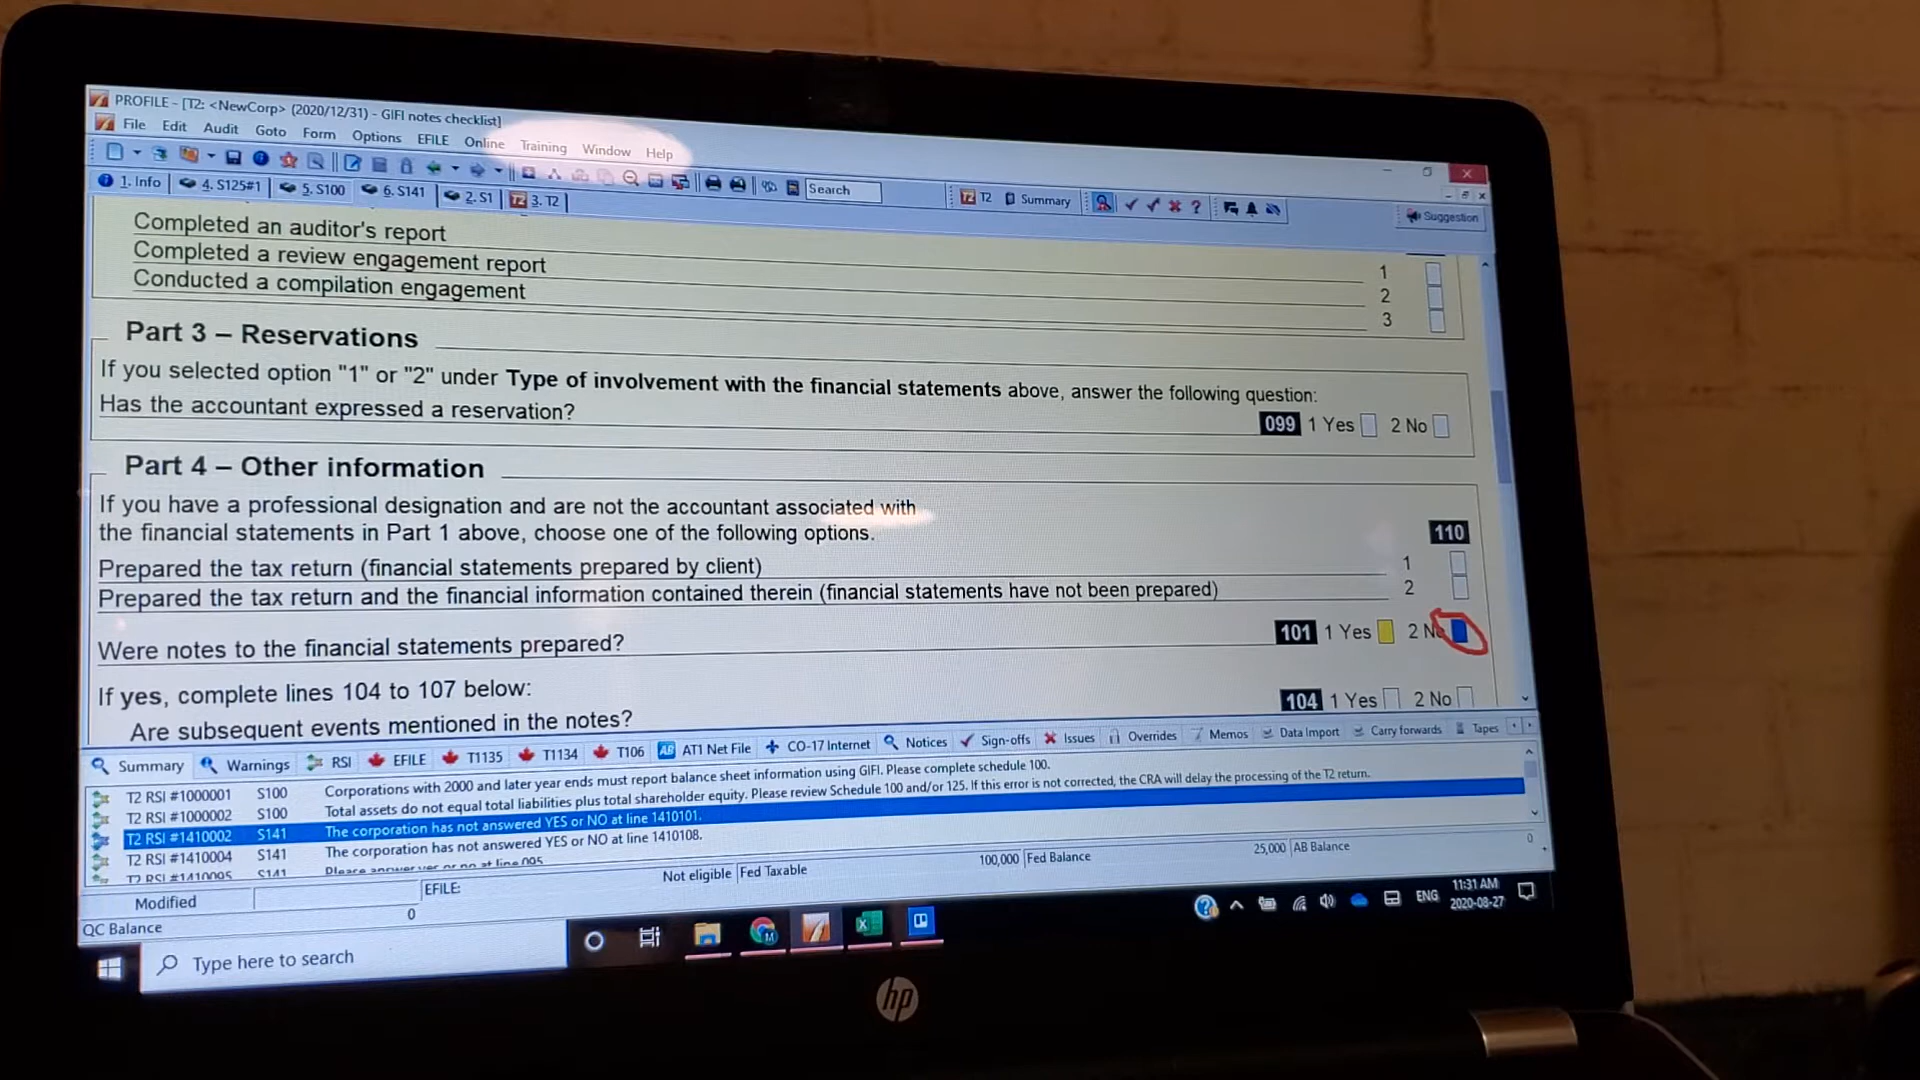 PROFILE - [T2: <NewCorp> (2020/12/31) - GIFI notes checklist]
File Edit Audit Goto Form Options EFILE Online Training Window Help
Search T2 Summary
1. Info 4. S125#1 5. S100 6. S141 2. S1 3. T2
Suggestion
Completed an auditor's report 1
Completed a review engagement report 2
Conducted a compilation engagement 3
Part 3 – Reservations
If you selected option "1" or "2" under Type of involvement with the financial statements above, answer the following question:
Has the accountant expressed a reservation? 099 1 Yes 2 No
Part 4 – Other information
If you have a professional designation and are not the accountant associated with
the financial statements in Part 1 above, choose one of the following options. 110
Prepared the tax return (financial statements prepared by client) 1
Prepared the tax return and the financial information contained therein (financial statements have not been prepared) 2
Were notes to the financial statements prepared? 101 1 Yes 2 No
If yes, complete lines 104 to 107 below:
Are subsequent events mentioned in the notes? 104 1 Yes 2 No
Summary Warnings RSI EFILE T1135 T1134 T106 AT1 Net File CO-17 Internet Notices Sign-offs Issues Overrides Memos Data Import Carry forwards Tapes
T2 RSI #1000001 S100 Corporations with 2000 and later year ends must report balance sheet information using GIFI. Please complete schedule 100.
T2 RSI #1000002 S100 Total assets do not equal total liabilities plus total shareholder equity. Please review Schedule 100 and/or 125. If this error is not corrected, the CRA will delay the processing of the T2 return.
T2 RSI #1410002 S141 The corporation has not answered YES or NO at line 1410101.
T2 RSI #1410004 S141 The corporation has not answered YES or NO at line 1410108.
T2 RSI #1410005 S141 Please answer yes or no at line 095
Modified EFILE: Not eligible Fed Taxable 100,000 Fed Balance 25,000 AB Balance 0
QC Balance 0
Type here to search
ENG 11:31 AM
2020-08-27
hp